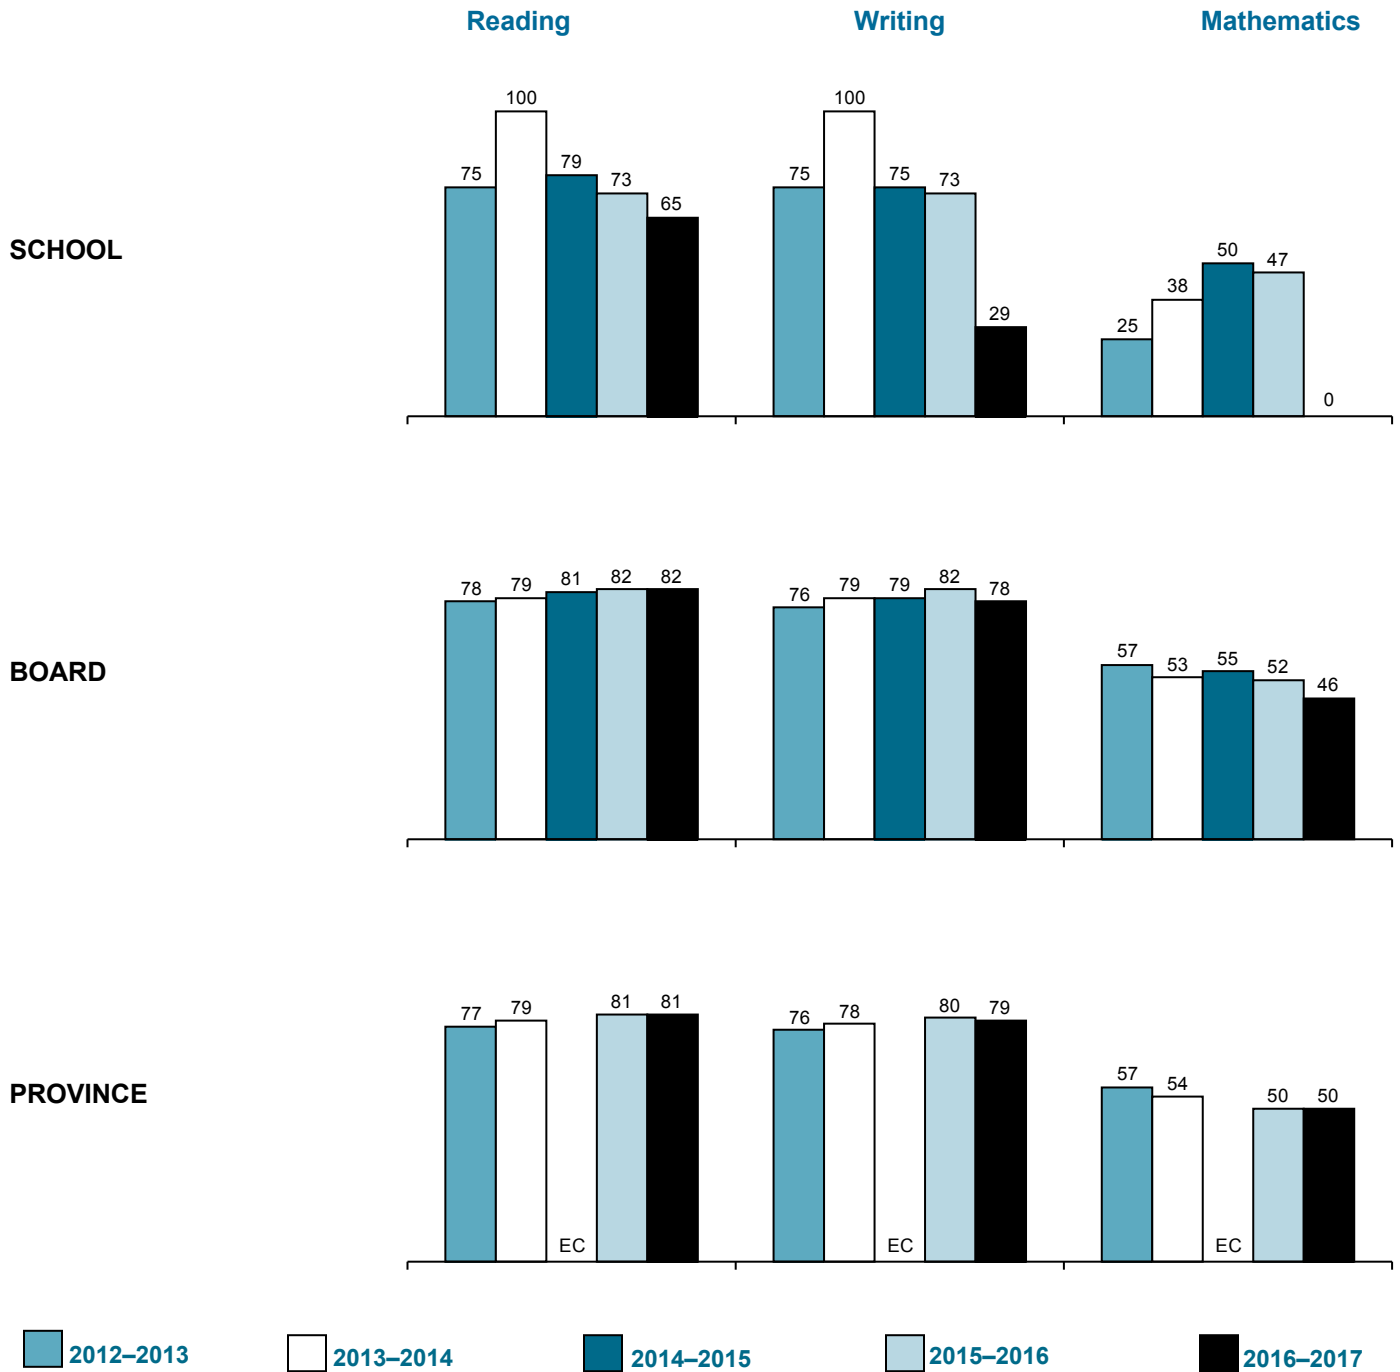 Reading Writing Mathematics
SCHOOL
75 100 79 73 65
75 100 75 73 29
25 38 50 47 0
BOARD
78 79 81 82 82
76 79 79 82 78
57 53 55 52 46
PROVINCE
77 79 EC 81 81
76 78 EC 80 79
57 54 EC 50 50
2012–2013 2013–2014 2014–2015 2015–2016 2016–2017